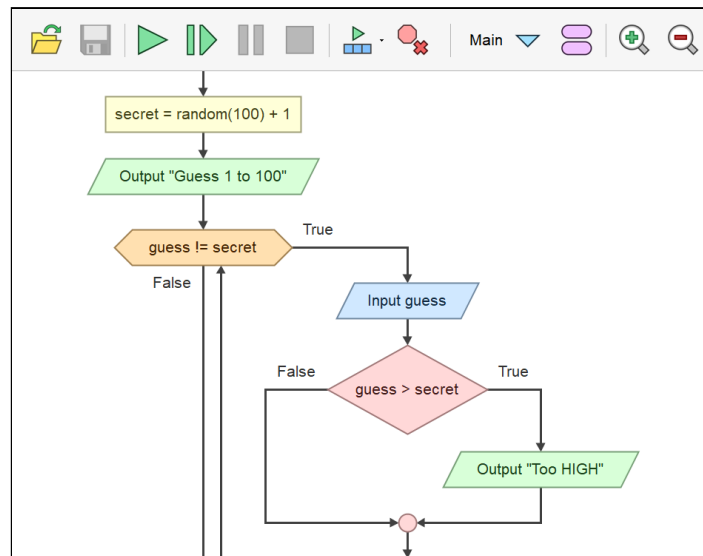 Main
secret = random(100) + 1
Output "Guess 1 to 100"
True
guess != secret
False
Input guess
False
True
guess > secret
Output "Too HIGH"